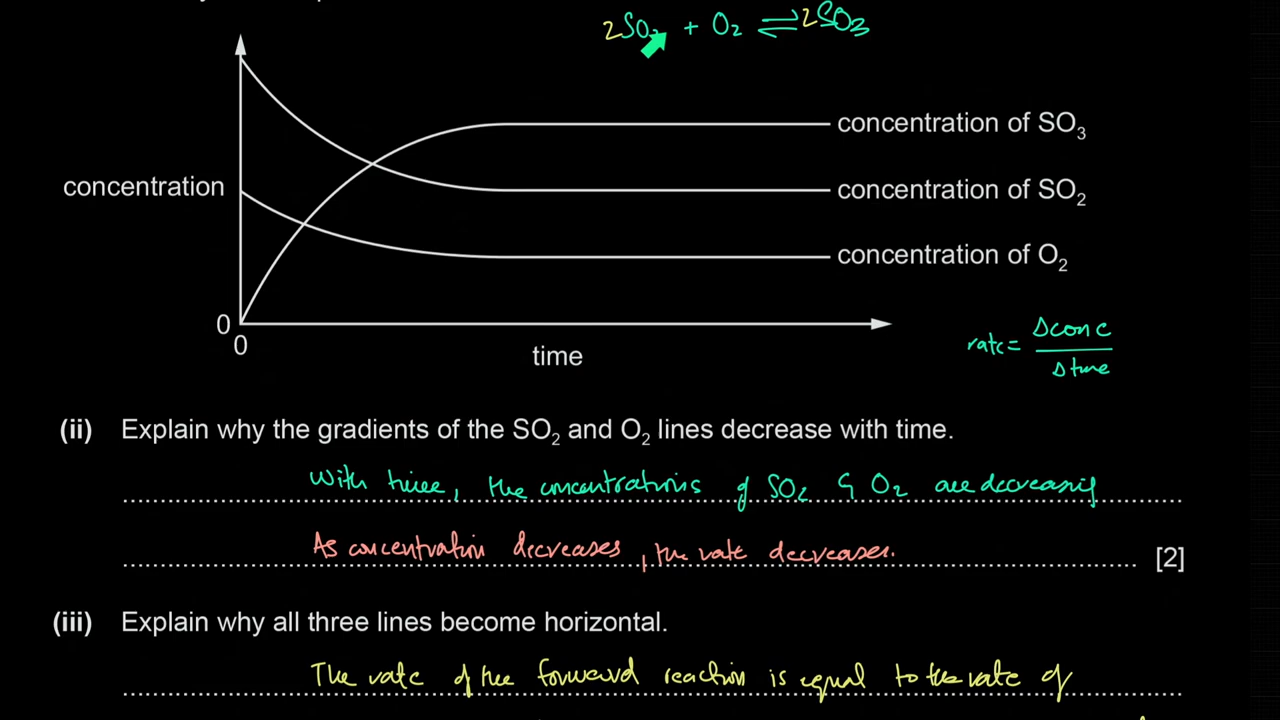 2SO₂ + O₂ ⇌ 2SO₃
concentration of SO₃
concentration
concentration of SO₂
concentration of O₂
0
0
time
rate = Δconc / Δtime
(ii) Explain why the gradients of the SO₂ and O₂ lines decrease with time.
With time, the concentrations of SO₂ & O₂ are decreasing
As concentration decreases, the rate decreases. [2]
(iii) Explain why all three lines become horizontal.
The rate of the forward reaction is equal to the rate of